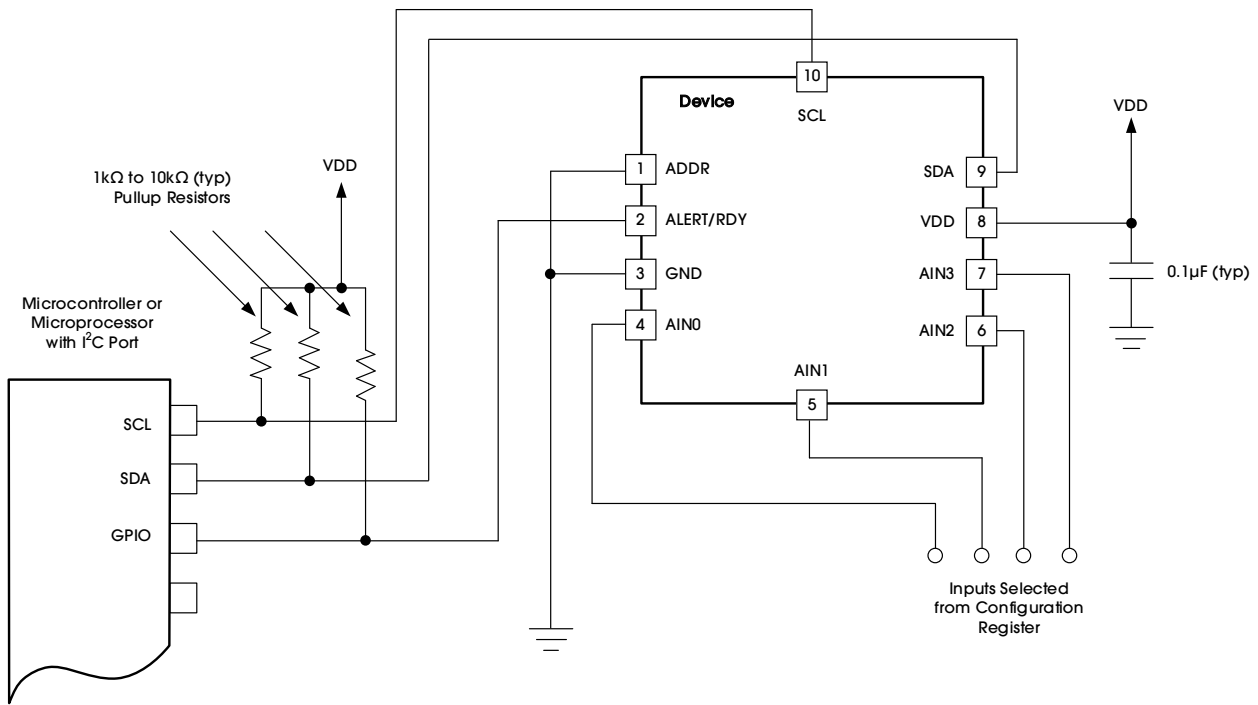 1kΩ to 10kΩ (typ)
Pullup Resistors
VDD
Microcontroller or
Microprocessor
with I²C Port
SCL
SDA
GPIO
Device
10
SCL
1
ADDR
2
ALERT/RDY
3
GND
4
AIN0
AIN1
5
SDA
9
VDD
8
AIN3
7
AIN2
6
VDD
0.1µF (typ)
Inputs Selected
from Configuration
Register